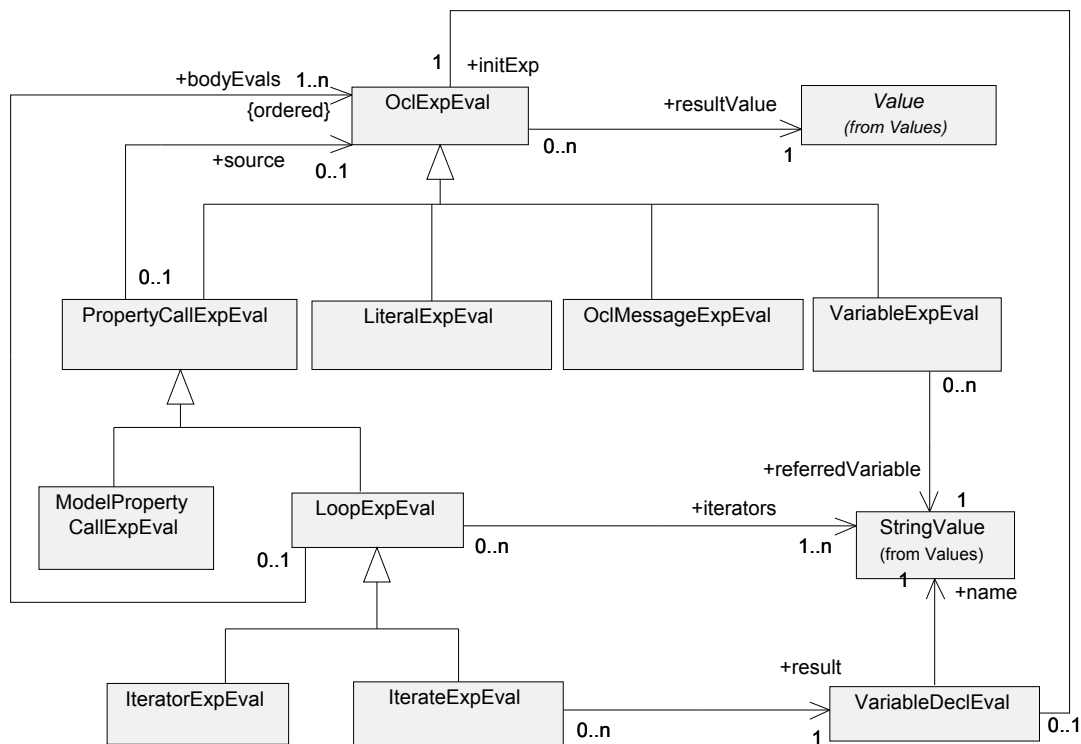 1
+initExp
+bodyEvals
1..n
{ordered}
OclExpEval
+resultValue
Value
(from Values)
0..n
1
+source
0..1
0..1
PropertyCallExpEval
LiteralExpEval
OclMessageExpEval
VariableExpEval
0..n
+referredVariable
1
ModelProperty
CallExpEval
LoopExpEval
+iterators
0..1
0..n
1..n
StringValue
(from Values)
1
+name
+result
IteratorExpEval
IterateExpEval
VariableDeclEval
0..n
1
0..1